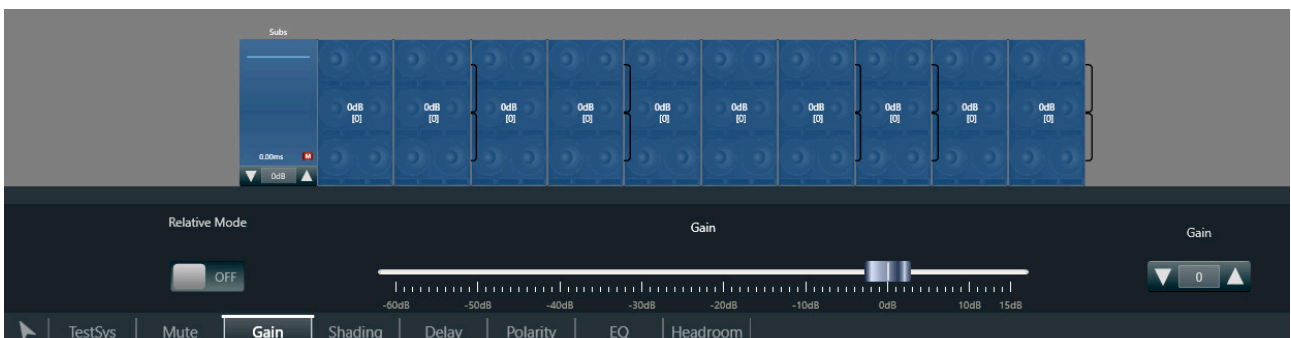 Subs
0dB 0dB 0dB 0dB 0dB 0dB 0dB 0dB 0dB 0dB
[0] [0] [0] [0] [0] [0] [0] [0] [0] [0]
0.00ms M
0dB
Relative Mode
Gain
Gain
OFF
0
-60dB -50dB -40dB -30dB -20dB -10dB 0dB 10dB 15dB
TestSys Mute Gain Shading Delay Polarity EQ Headroom